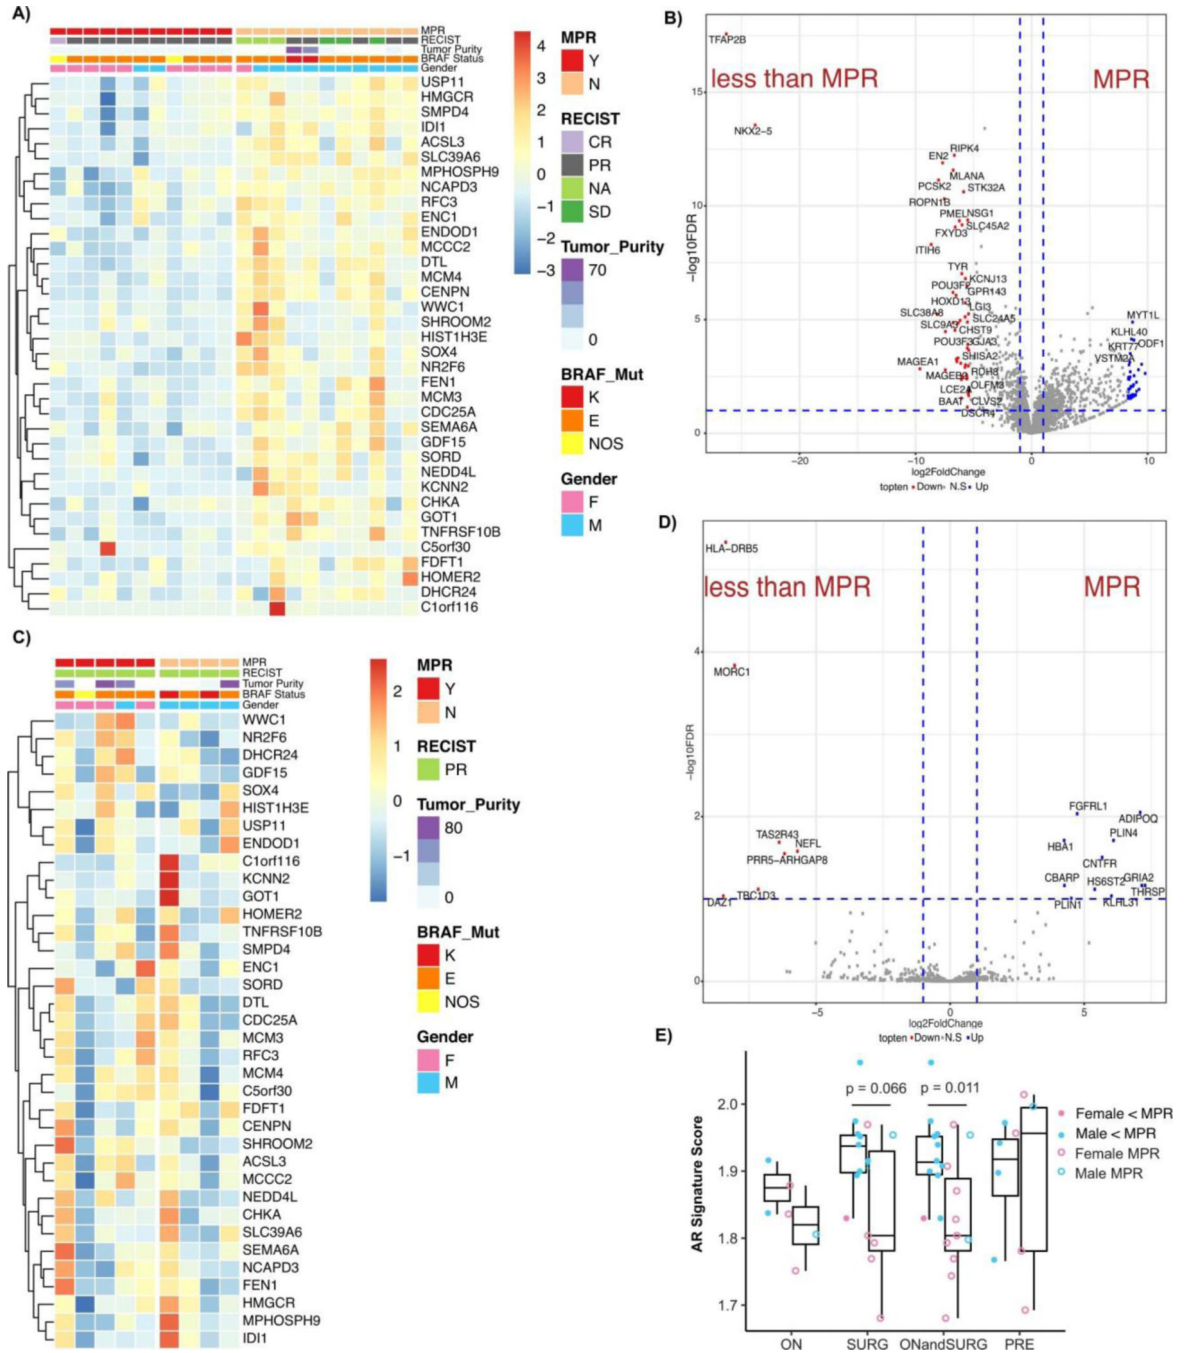 A)
MPR
RECIST
Tumor Purity
BRAF Status
Gender
USP11
HMGCR
SMPD4
IDI1
ACSL3
SLC39A6
MPHOSPH9
NCAPD3
RFC3
ENC1
ENDOD1
MCCC2
DTL
MCM4
CENPN
WWC1
SHROOM2
HIST1H3E
SOX4
NR2F6
FEN1
MCM3
CDC25A
SEMA6A
GDF15
SORD
NEDD4L
KCNN2
CHKA
GOT1
TNFRSF10B
C5orf30
FDFT1
HOMER2
DHCR24
C1orf116
4
3
2
1
0
−1
−2
−3
MPR
Y
N
RECIST
CR
PR
NA
SD
Tumor_Purity
70
0
BRAF_Mut
K
E
NOS
Gender
F
M
B)
less than MPR
MPR
TFAP2B
NKX2−5
RIPK4
EN2
MLANA
PCSK2
STK32A
ROPN1B
PMEL
NSG1
SLC45A2
FXYD3
ITIH6
TYR
KCNJ13
POU3F2
GPR143
HOXD13
LGI3
SLC38A8
SLC24A5
CHST9
POU3F3
GJA3
SHISA2
MAGEA1
RDH8
OLFM3
BAAT
CLVS2
DSCR4
MYT1L
KLHL40
ODF1
KRT77
VSTM2A
15
10
5
0
−log10FDR
−20
−10
0
10
log2FoldChange
topten
Down
N.S
Up
C)
MPR
RECIST
Tumor Purity
BRAF Status
Gender
WWC1
NR2F6
DHCR24
GDF15
SOX4
HIST1H3E
USP11
ENDOD1
C1orf116
KCNN2
GOT1
HOMER2
TNFRSF10B
SMPD4
ENC1
SORD
DTL
CDC25A
MCM3
RFC3
MCM4
C5orf30
FDFT1
CENPN
SHROOM2
ACSL3
MCCC2
NEDD4L
CHKA
SLC39A6
SEMA6A
NCAPD3
FEN1
HMGCR
MPHOSPH9
IDI1
2
1
0
−1
MPR
Y
N
RECIST
PR
Tumor_Purity
80
0
BRAF_Mut
K
E
NOS
Gender
F
M
D)
less than MPR
MPR
HLA−DRB5
MORC1
TAS2R43
NEFL
PRR5−ARHGAP8
TBC1D3
DAZ1
FGFRL1
ADIPOQ
HBA1
PLIN4
CNTFR
CBARP
HS6ST2
GRIA2
THRSP
PLIN1
KLHL31
4
2
0
−log10FDR
−5
0
5
log2FoldChange
topten
Down
N.S
Up
E)
AR Signature Score
2.0
1.9
1.8
1.7
p = 0.066
p = 0.011
ON
SURG
ONandSURG
PRE
Female < MPR
Male < MPR
Female MPR
Male MPR